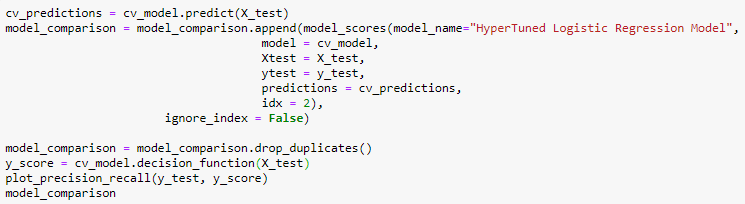 cv_predictions = cv_model.predict(X_test)
model_comparison = model_comparison.append(model_scores(model_name="HyperTuned Logistic Regression Model",
model = cv_model,
Xtest = X_test,
ytest = y_test,
predictions = cv_predictions,
idx = 2),
ignore_index = False)
model_comparison = model_comparison.drop_duplicates()
y_score = cv_model.decision_function(X_test)
plot_precision_recall(y_test, y_score)
model_comparison